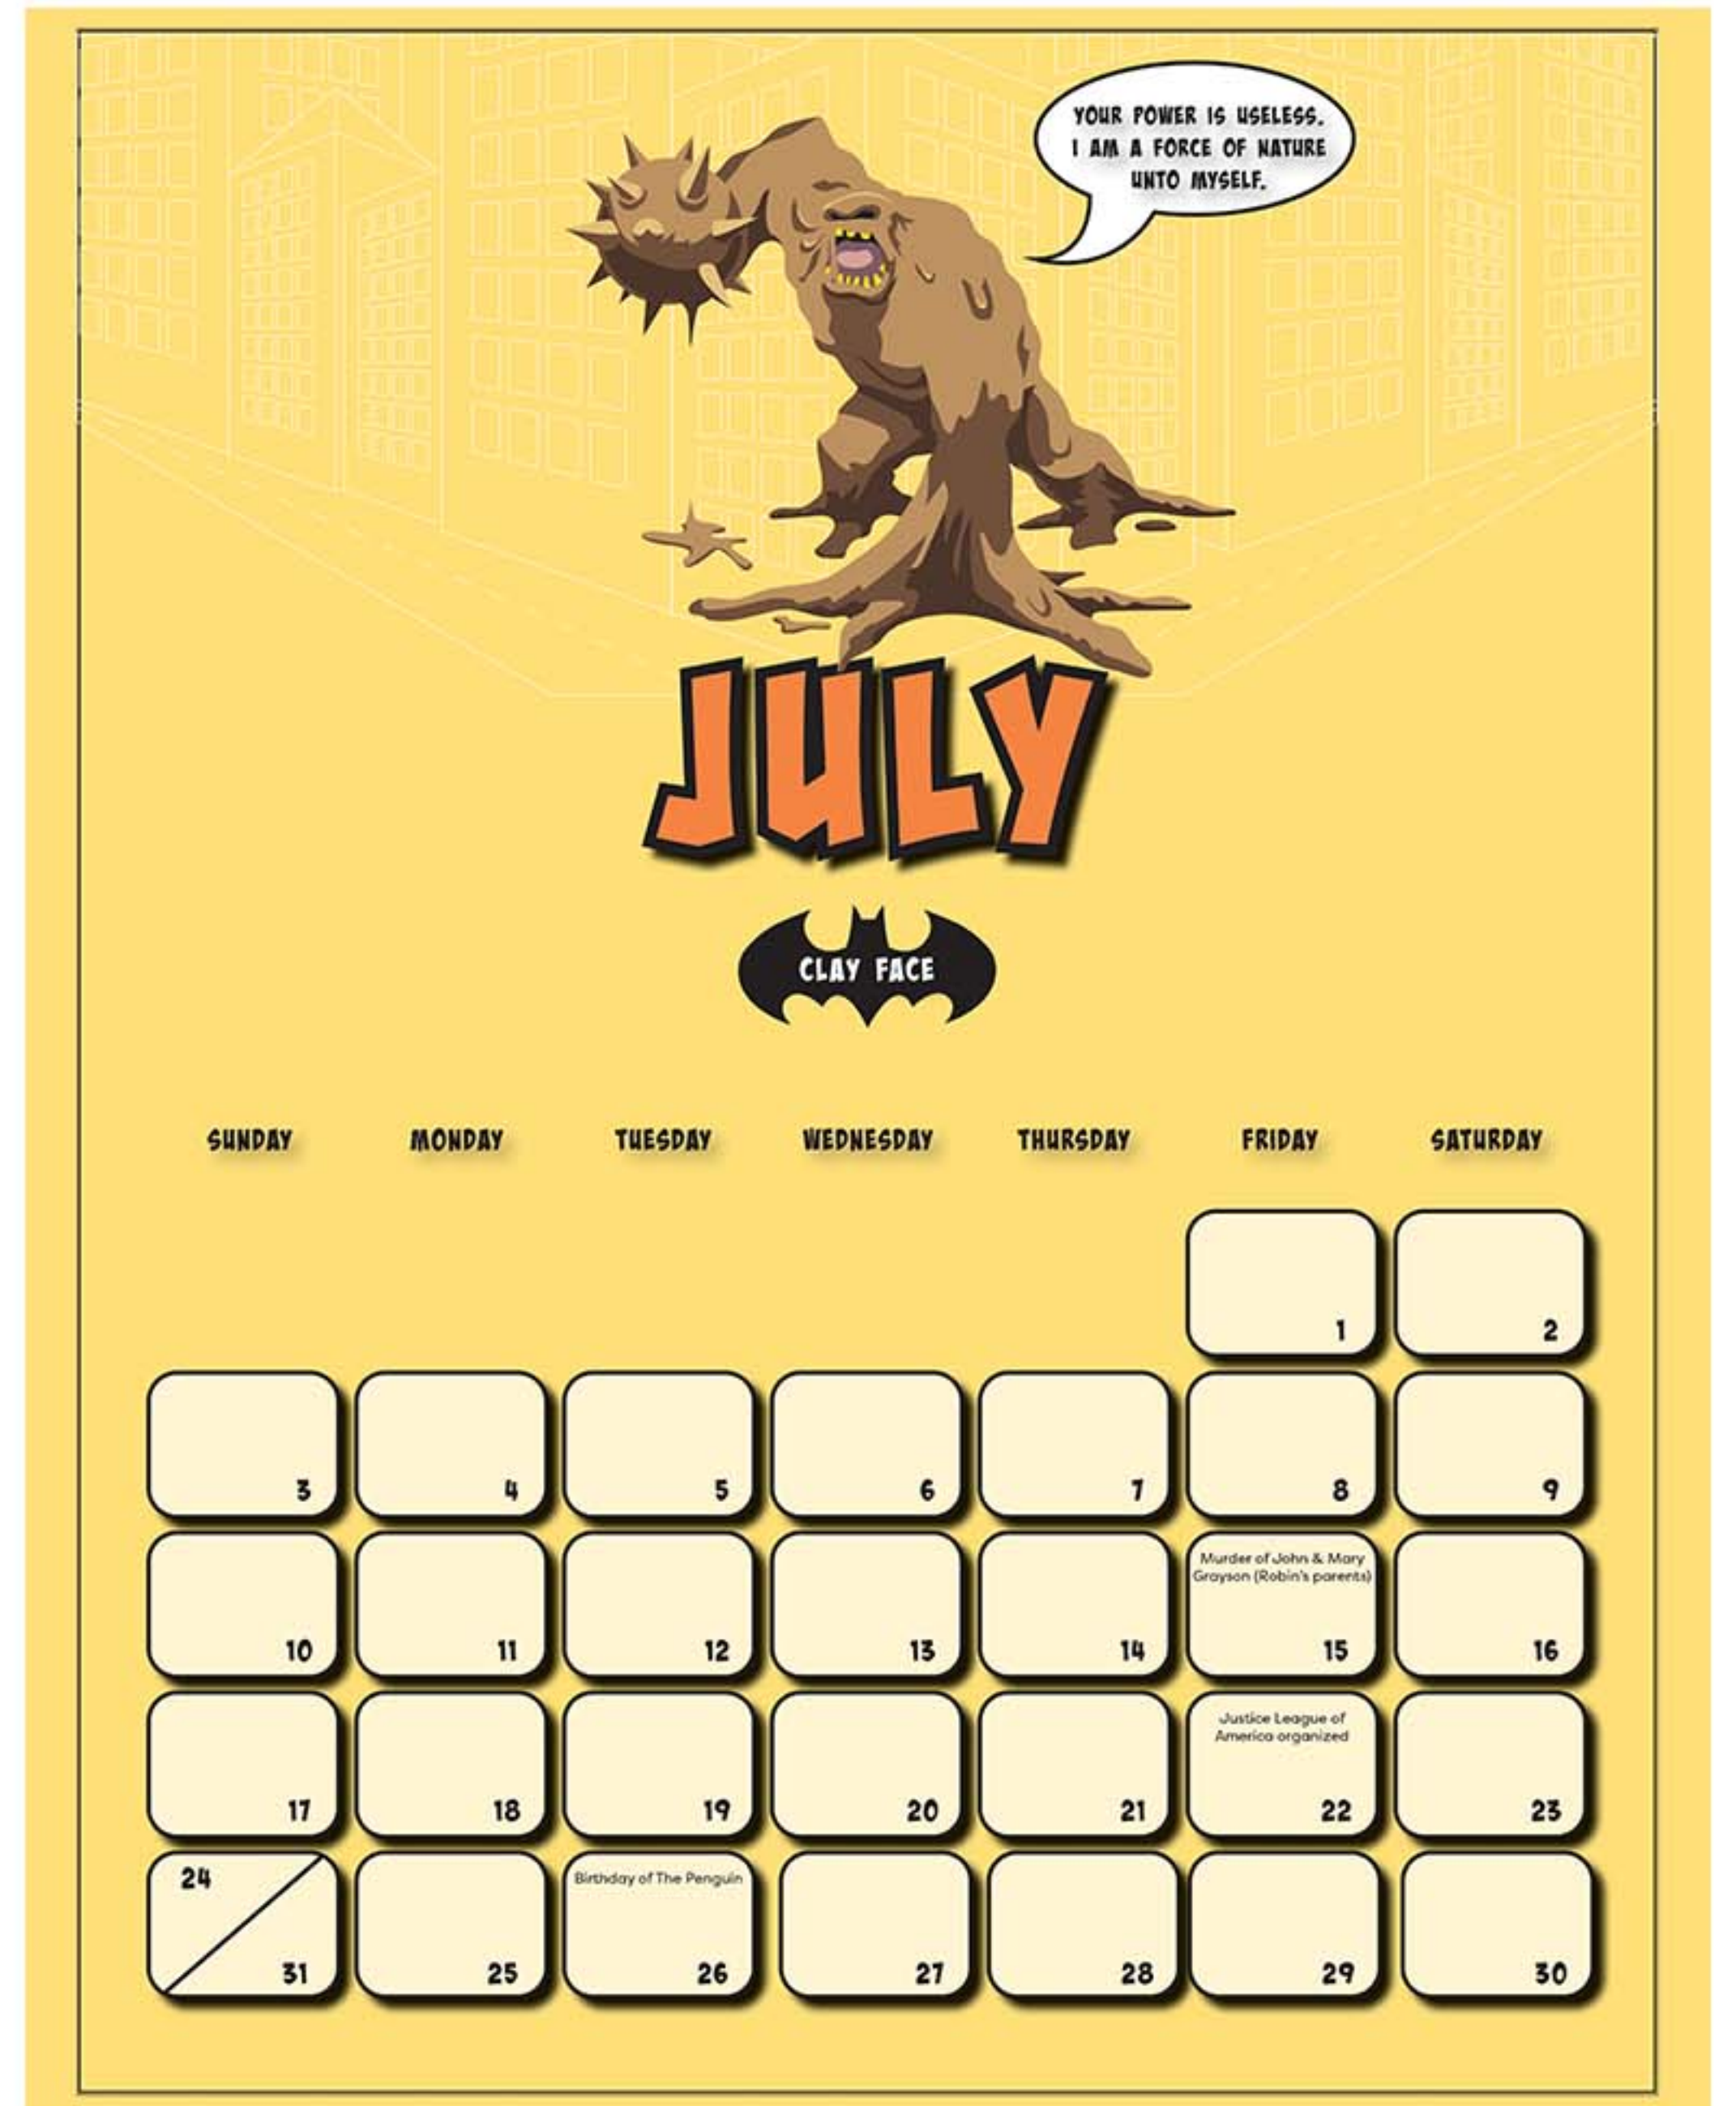 YOUR POWER IS USELESS.
I AM A FORCE OF NATURE
UNTO MYSELF.
JULY
CLAY FACE
SUNDAY MONDAY TUESDAY WEDNESDAY THURSDAY FRIDAY SATURDAY
1 2
3 4 5 6 7 8 9
Murder of John & Mary
Grayson (Robin's parents)
10 11 12 13 14 15 16
Justice League of
America organized
17 18 19 20 21 22 23
24 Birthday of The Penguin
31 25 26 27 28 29 30